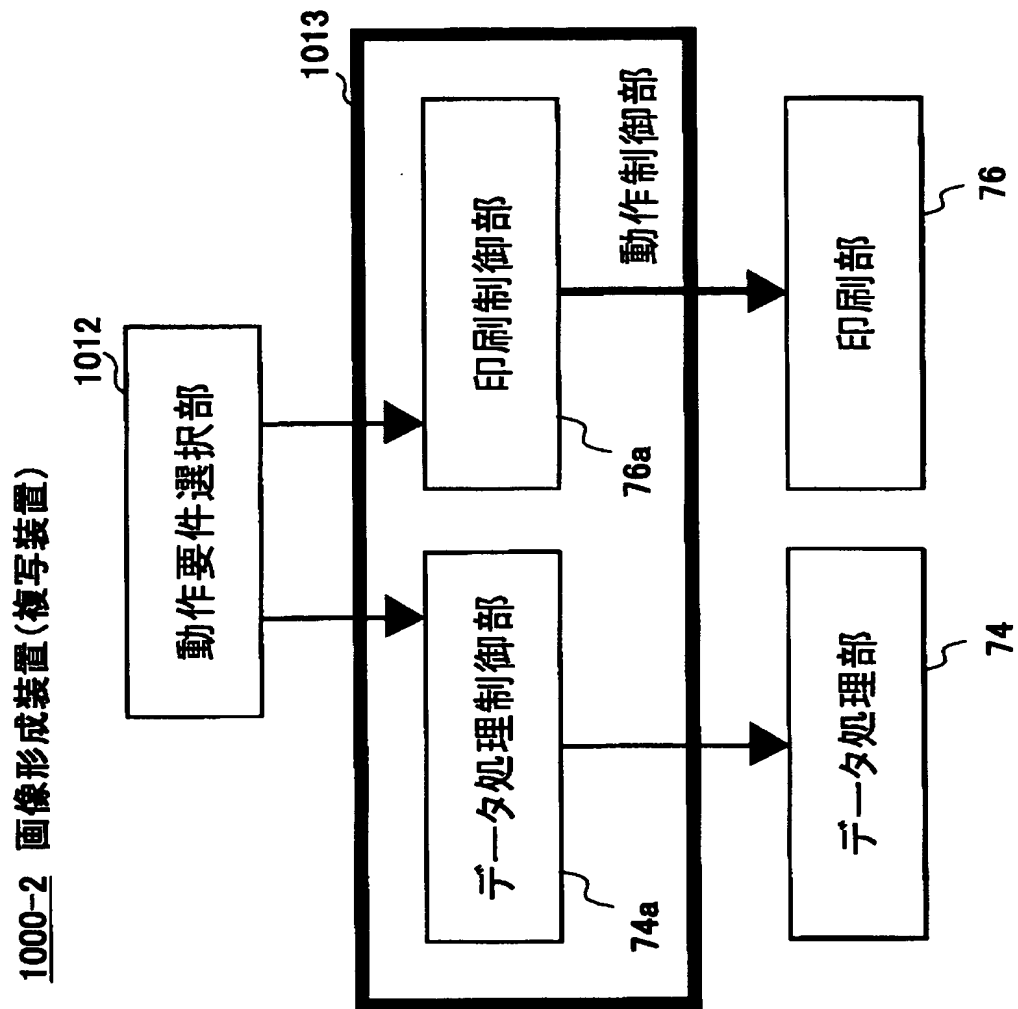 1000-2 画像形成装置(複写装置)
1012
動作要件選択部
1013
データ処理制御部
印刷制御部
74a
76a
動作制御部
データ処理部
印刷部
74
76